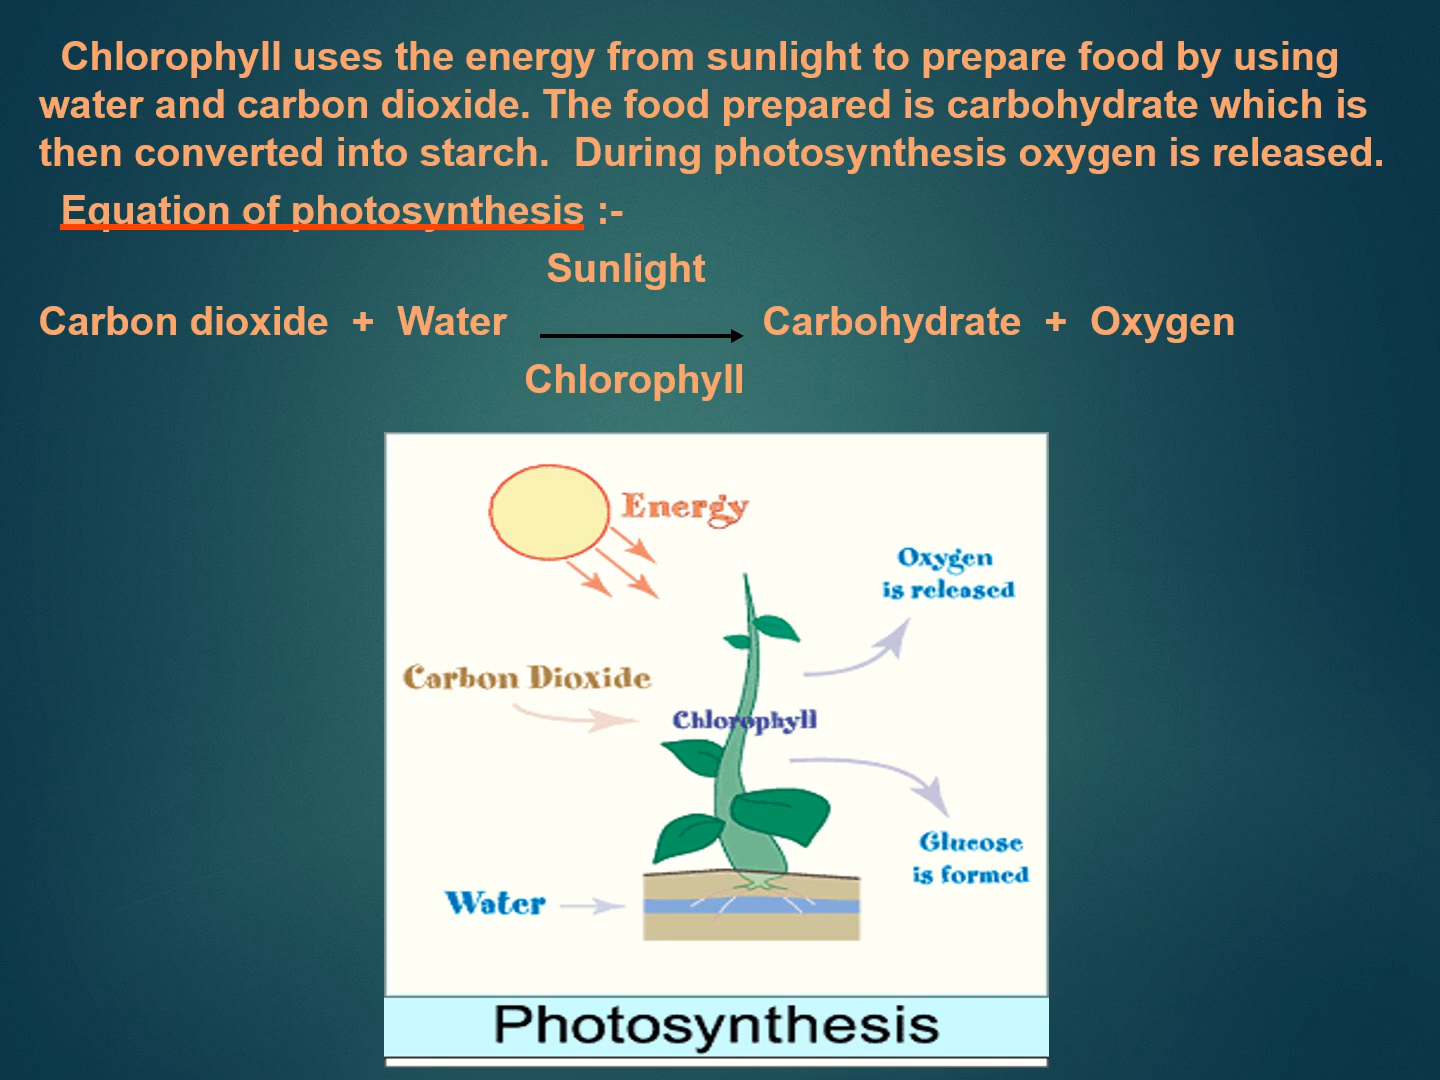 Chlorophyll uses the energy from sunlight to prepare food by using
water and carbon dioxide. The food prepared is carbohydrate which is
then converted into starch. During photosynthesis oxygen is released.
Equation of photosynthesis :-
Sunlight
Carbon dioxide + Water Carbohydrate + Oxygen
Chlorophyll
Energy
Oxygen
is released
Carbon Dioxide
Chlorophyll
Glucose
is formed
Water
Photosynthesis